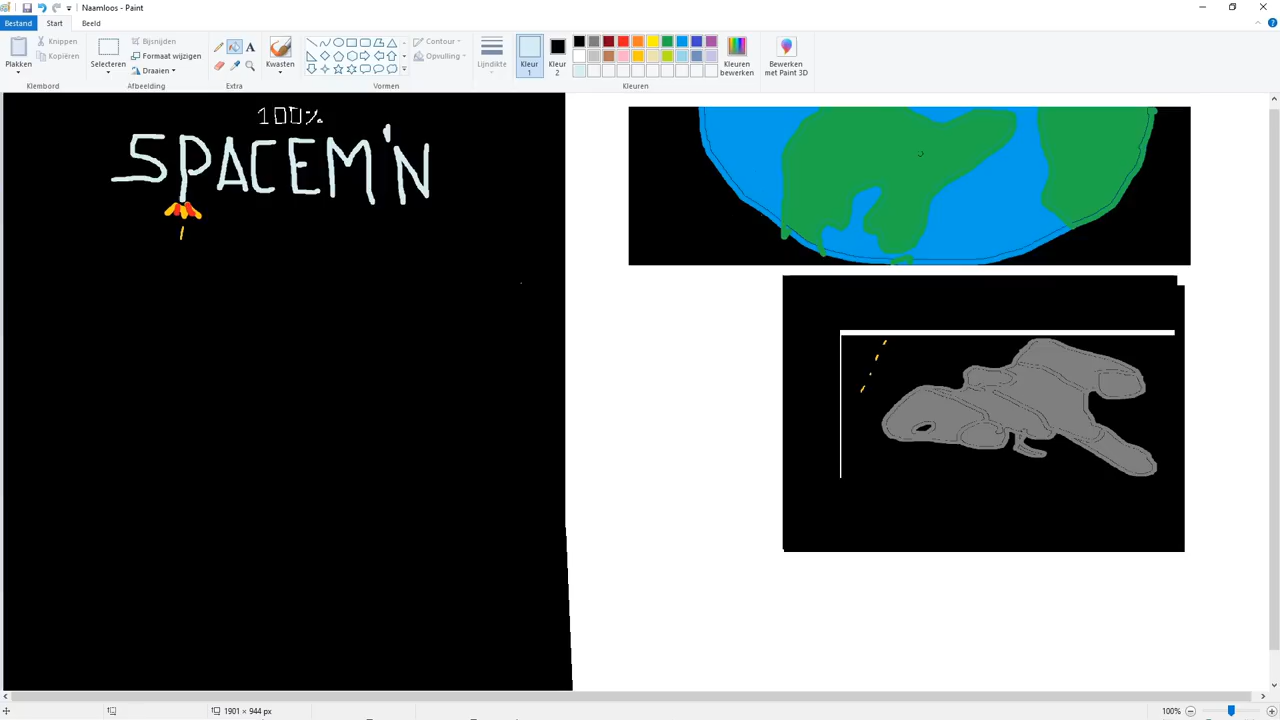 Naamloos - Paint
Bestand Start Beeld
Plakken
Knippen
Kopiëren
Klembord
Selecteren
Bijsnijden
Formaat wijzigen
Draaien
Afbeelding
A
Extra
Kwasten
Contour
Opvulling
Vormen
Lijndikte
Kleur 1
Kleur 2
Kleuren bewerken
Kleuren
Bewerken met Paint 3D
100%
SPACEM'N
1901 × 944 px
100%